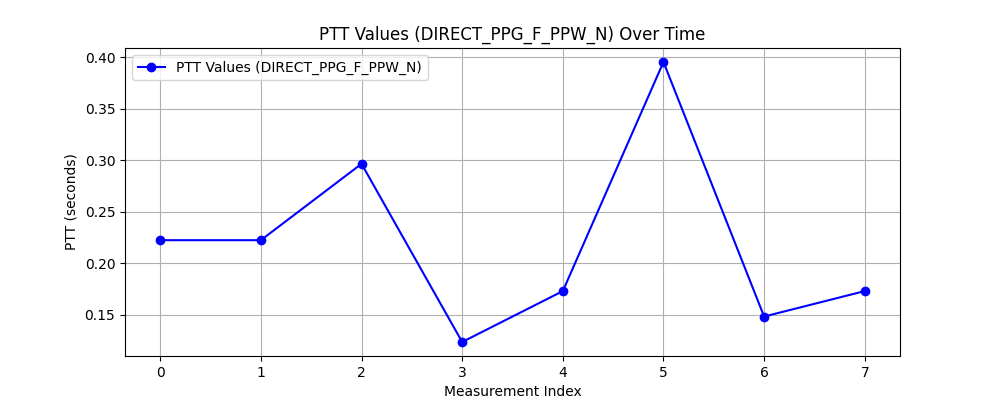 PTT Values (DIRECT_PPG_F_PPW_N) Over Time
PTT Values (DIRECT_PPG_F_PPW_N)
PTT (seconds)
0.40
0.35
0.30
0.25
0.20
0.15
0 1 2 3 4 5 6 7
Measurement Index